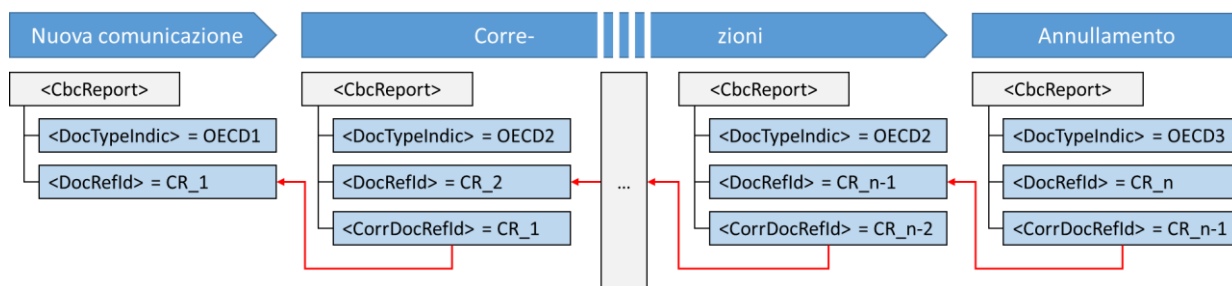 Nuova comunicazione
Corre-
zioni
Annullamento
<CbcReport>
<DocTypeIndic> = OECD1
<DocRefId> = CR_1
<CbcReport>
<DocTypeIndic> = OECD2
<DocRefId> = CR_2
<CorrDocRefId> = CR_1
...
<CbcReport>
<DocTypeIndic> = OECD2
<DocRefId> = CR_n-1
<CorrDocRefId> = CR_n-2
<CbcReport>
<DocTypeIndic> = OECD3
<DocRefId> = CR_n
<CorrDocRefId> = CR_n-1